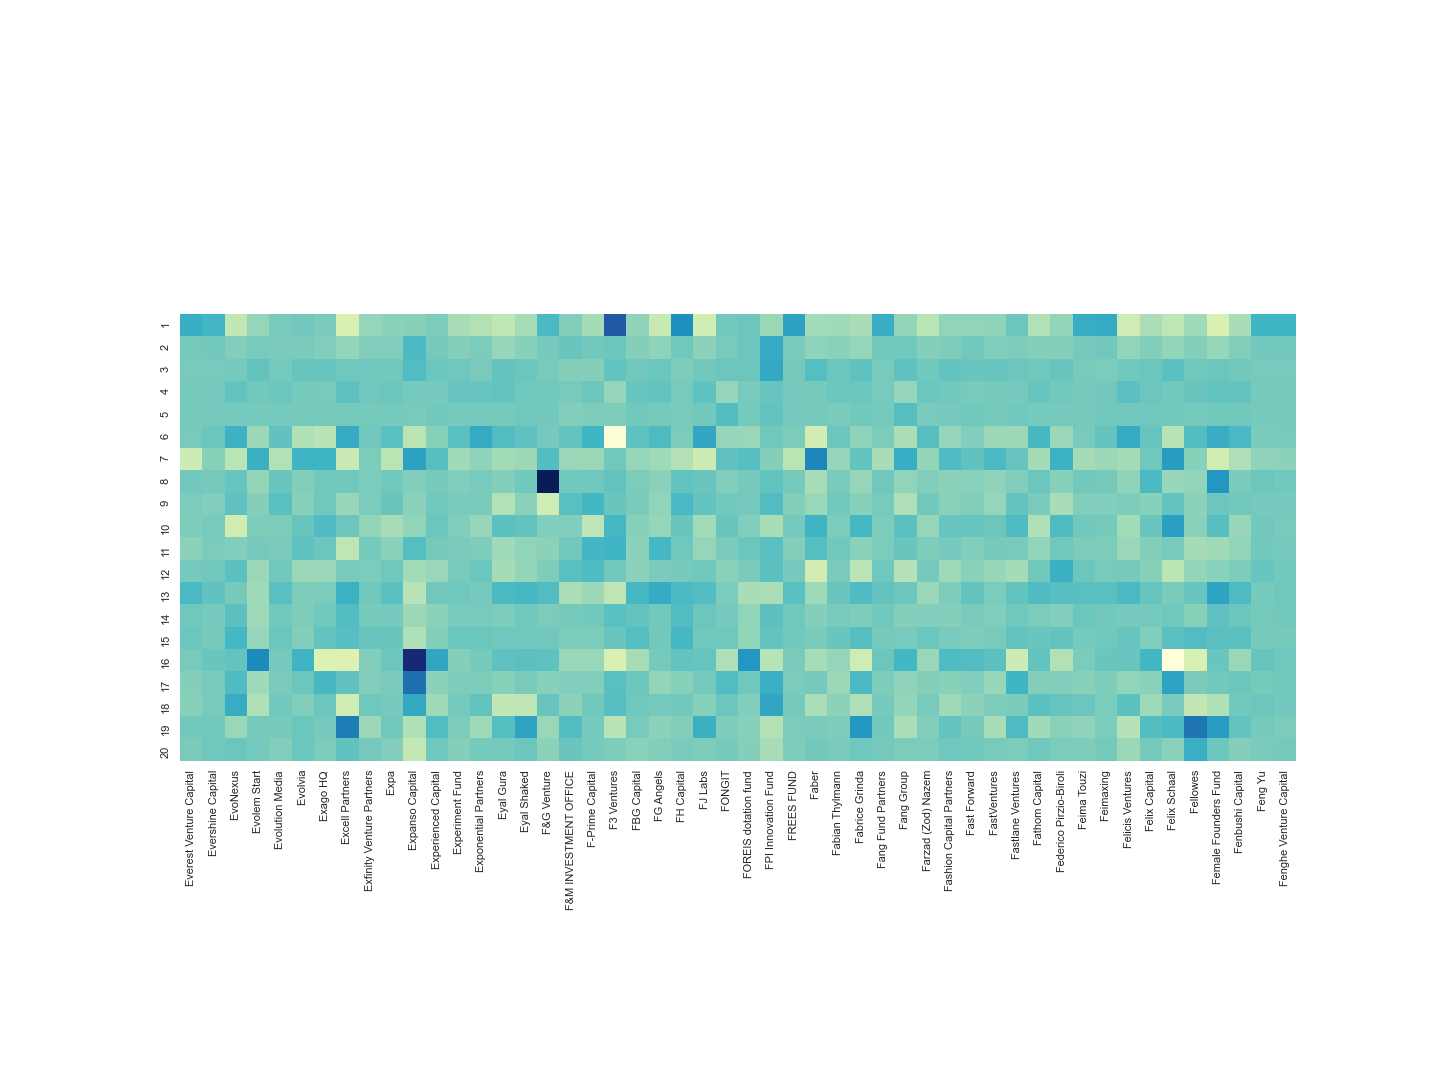 1
2
3
4
5
6
7
8
9
10
11
12
13
14
15
16
17
18
19
20
Everest Venture Capital
Evershine Capital
EvoNexus
Evolem Start
Evolution Media
Evolvia
Exago HQ
Excell Partners
Exfinity Venture Partners
Expa
Expanso Capital
Experienced Capital
Experiment Fund
Exponential Partners
Eyal Gura
Eyal Shaked
F&G Venture
F&M INVESTMENT OFFICE
F-Prime Capital
F3 Ventures
FBG Capital
FG Angels
FH Capital
FJ Labs
FONGIT
FOREIS dotation fund
FPI Innovation Fund
FREES FUND
Faber
Fabian Thylmann
Fabrice Grinda
Fang Fund Partners
Fang Group
Farzad (Zod) Nazem
Fashion Capital Partners
Fast Forward
FastVentures
Fastlane Ventures
Fathom Capital
Federico Pirzio-Biroli
Feima Touzi
Feimaxing
Felicis Ventures
Felix Capital
Felix Schaal
Fellowes
Female Founders Fund
Fenbushi Capital
Feng Yu
Fenghe Venture Capital